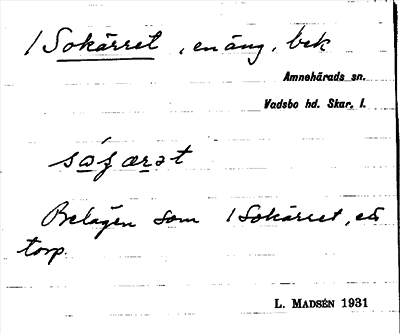 1 Sokärret, en äng, bek
Amnehärads sn.
Vadsbo hd. Skar. l.
Belägen som 1 Sokärret, ett
torp.
L. MADSÉN 1931